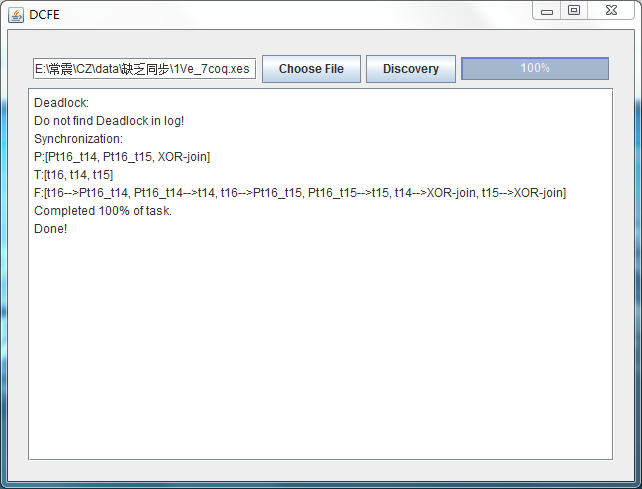 DCFE
E:\常震\CZ\data\缺乏同步\1Ve_7coq.xes Choose File Discovery 100%
Deadlock:
Do not find Deadlock in log!
Synchronization:
P:[Pt16_t14, Pt16_t15, XOR-join]
T:[t16, t14, t15]
F:[t16-->Pt16_t14, Pt16_t14-->t14, t16-->Pt16_t15, Pt16_t15-->t15, t14-->XOR-join, t15-->XOR-join]
Completed 100% of task.
Done!